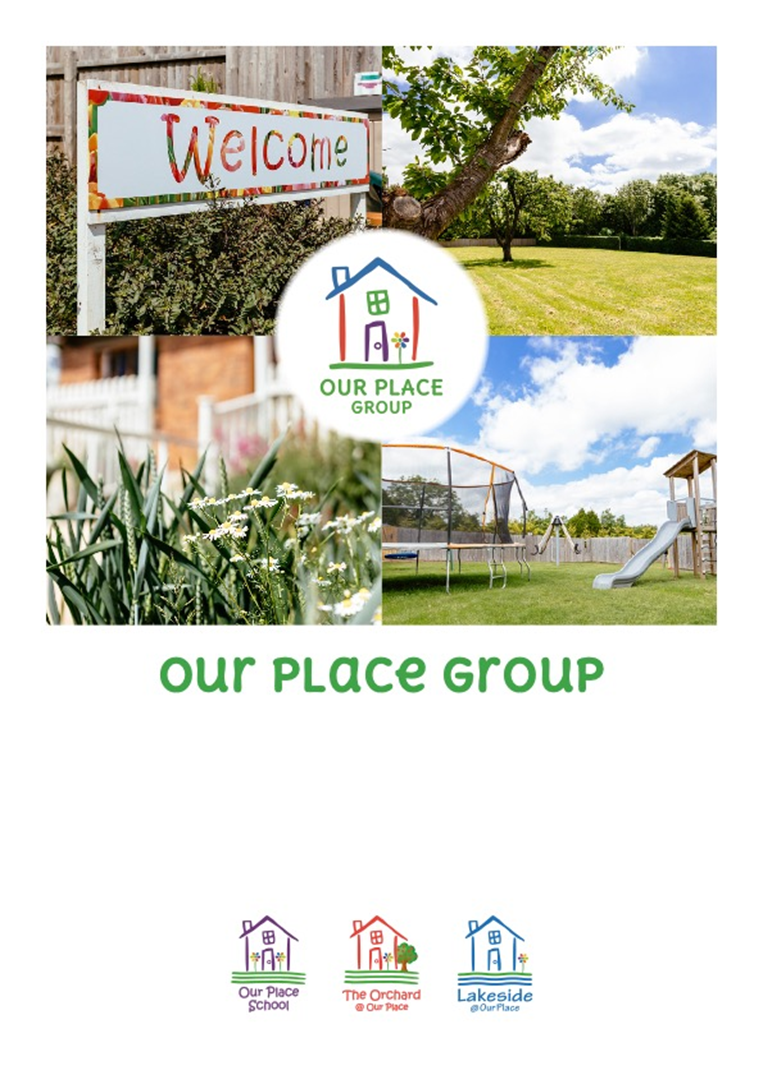 Welcome
OUR PLACE
GROUP
our place group
Our Place
School
The Orchard
@ Our Place
Lakeside
@OurPlace